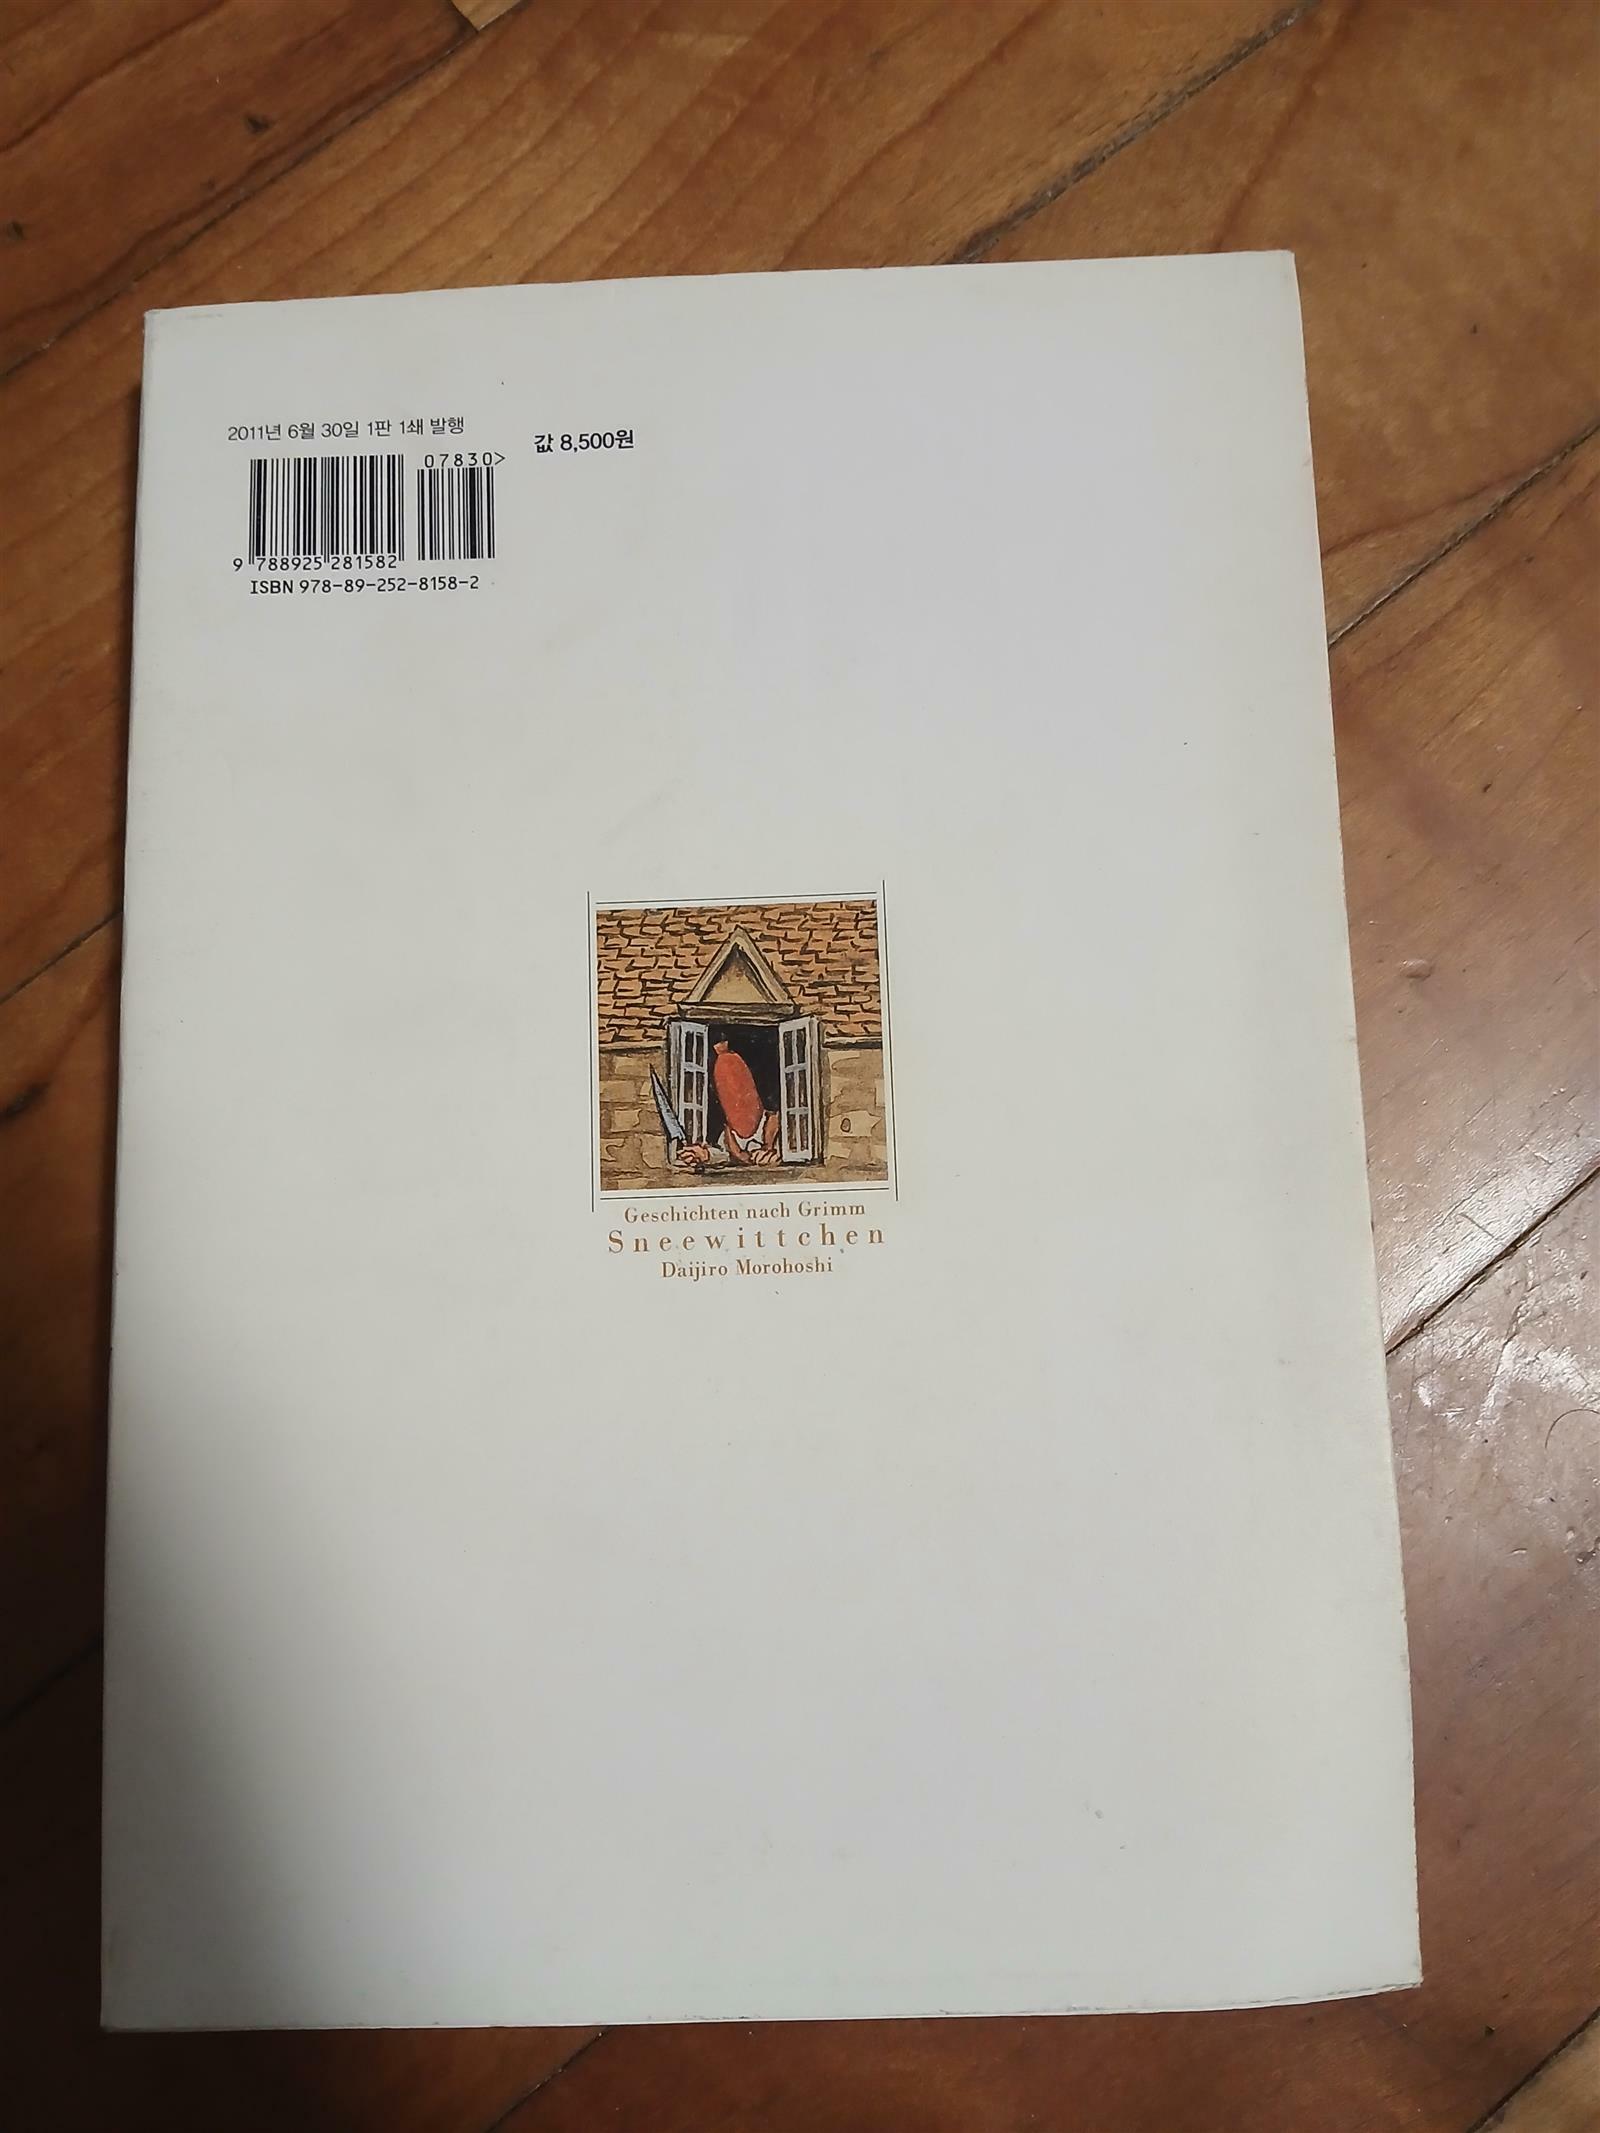 2011년 6월 30일 1판 1쇄 발행
값 8,500원
07830>
9 788925 281582
ISBN 978-89-252-8158-2
Geschichten nach Grimm
Sneewittchen
Daijiro Morohoshi